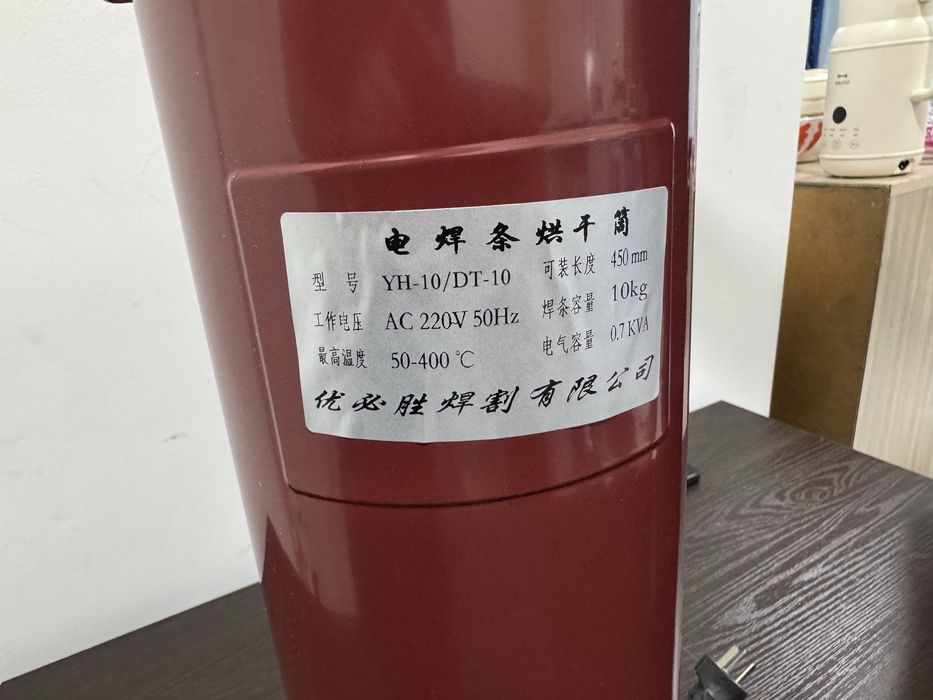 电焊条烘干筒
型号 YH-10/DT-10 可装长度 450mm
工作电压 AC 220V 50Hz 焊条容量 10kg
最高温度 50-400℃ 电气容量 0.7KVA
优必胜焊割有限公司